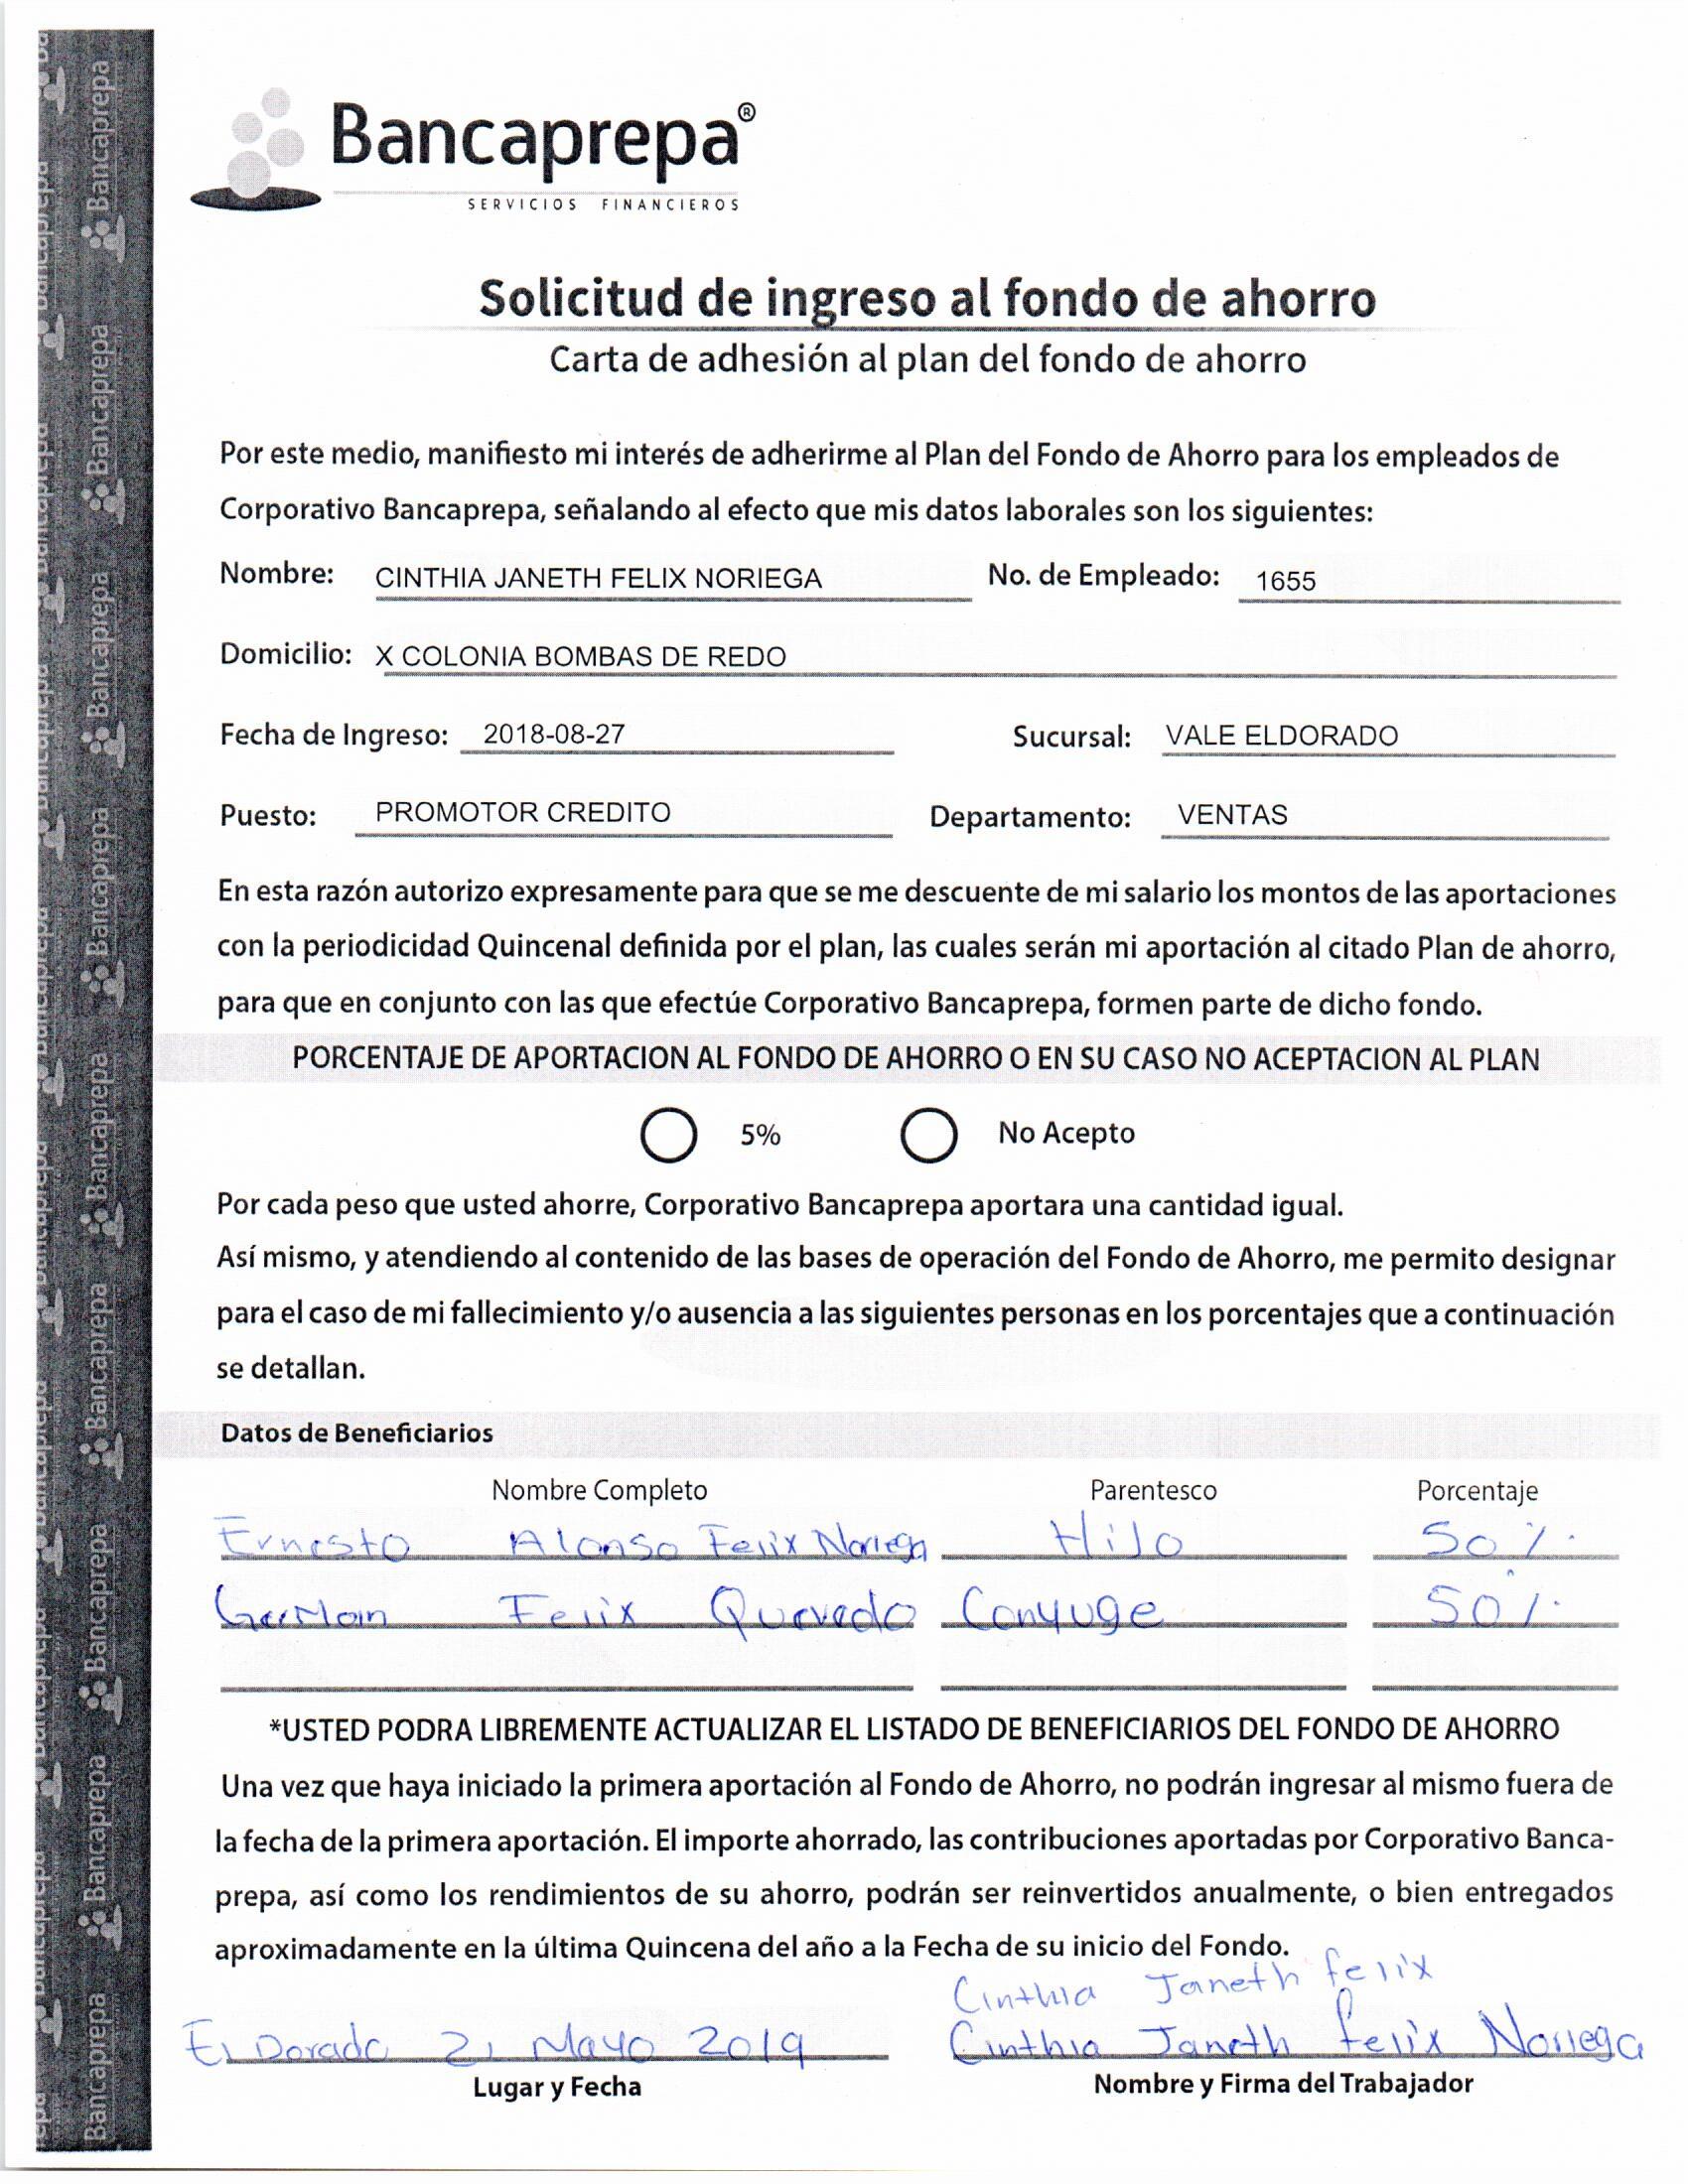 Bancaprepa®
SERVICIOS FINANCIEROS
Solicitud de ingreso al fondo de ahorro
Carta de adhesión al plan del fondo de ahorro
Por este medio, manifiesto mi interés de adherirme al Plan del Fondo de Ahorro para los empleados de
Corporativo Bancaprepa, señalando al efecto que mis datos laborales son los siguientes:
Nombre: CINTHIA JANETH FELIX NORIEGA No. de Empleado: 1655
Domicilio: X COLONIA BOMBAS DE REDO
Fecha de Ingreso: 2018-08-27 Sucursal: VALE ELDORADO
Puesto: PROMOTOR CREDITO Departamento: VENTAS
En esta razón autorizo expresamente para que se me descuente de mi salario los montos de las aportaciones
con la periodicidad Quincenal definida por el plan, las cuales serán mi aportación al citado Plan de ahorro,
para que en conjunto con las que efectúe Corporativo Bancaprepa, formen parte de dicho fondo.
PORCENTAJE DE APORTACION AL FONDO DE AHORRO O EN SU CASO NO ACEPTACION AL PLAN
5% No Acepto
Por cada peso que usted ahorre, Corporativo Bancaprepa aportara una cantidad igual.
Así mismo, y atendiendo al contenido de las bases de operación del Fondo de Ahorro, me permito designar
para el caso de mi fallecimiento y/o ausencia a las siguientes personas en los porcentajes que a continuación
se detallan.
Datos de Beneficiarios
Nombre Completo Parentesco Porcentaje
Ernesto Alonso Felix Noriega Hijo 50%
German Felix Quevedo Conyuge 50%
*USTED PODRA LIBREMENTE ACTUALIZAR EL LISTADO DE BENEFICIARIOS DEL FONDO DE AHORRO
Una vez que haya iniciado la primera aportación al Fondo de Ahorro, no podrán ingresar al mismo fuera de
la fecha de la primera aportación. El importe ahorrado, las contribuciones aportadas por Corporativo Banca-
prepa, así como los rendimientos de su ahorro, podrán ser reinvertidos anualmente, o bien entregados
aproximadamente en la última Quincena del año a la Fecha de su inicio del Fondo.
Cinthia Janeth felix
El Dorado 21 Mayo 2019 Cinthia Janeth felix Noriega
Lugar y Fecha Nombre y Firma del Trabajador